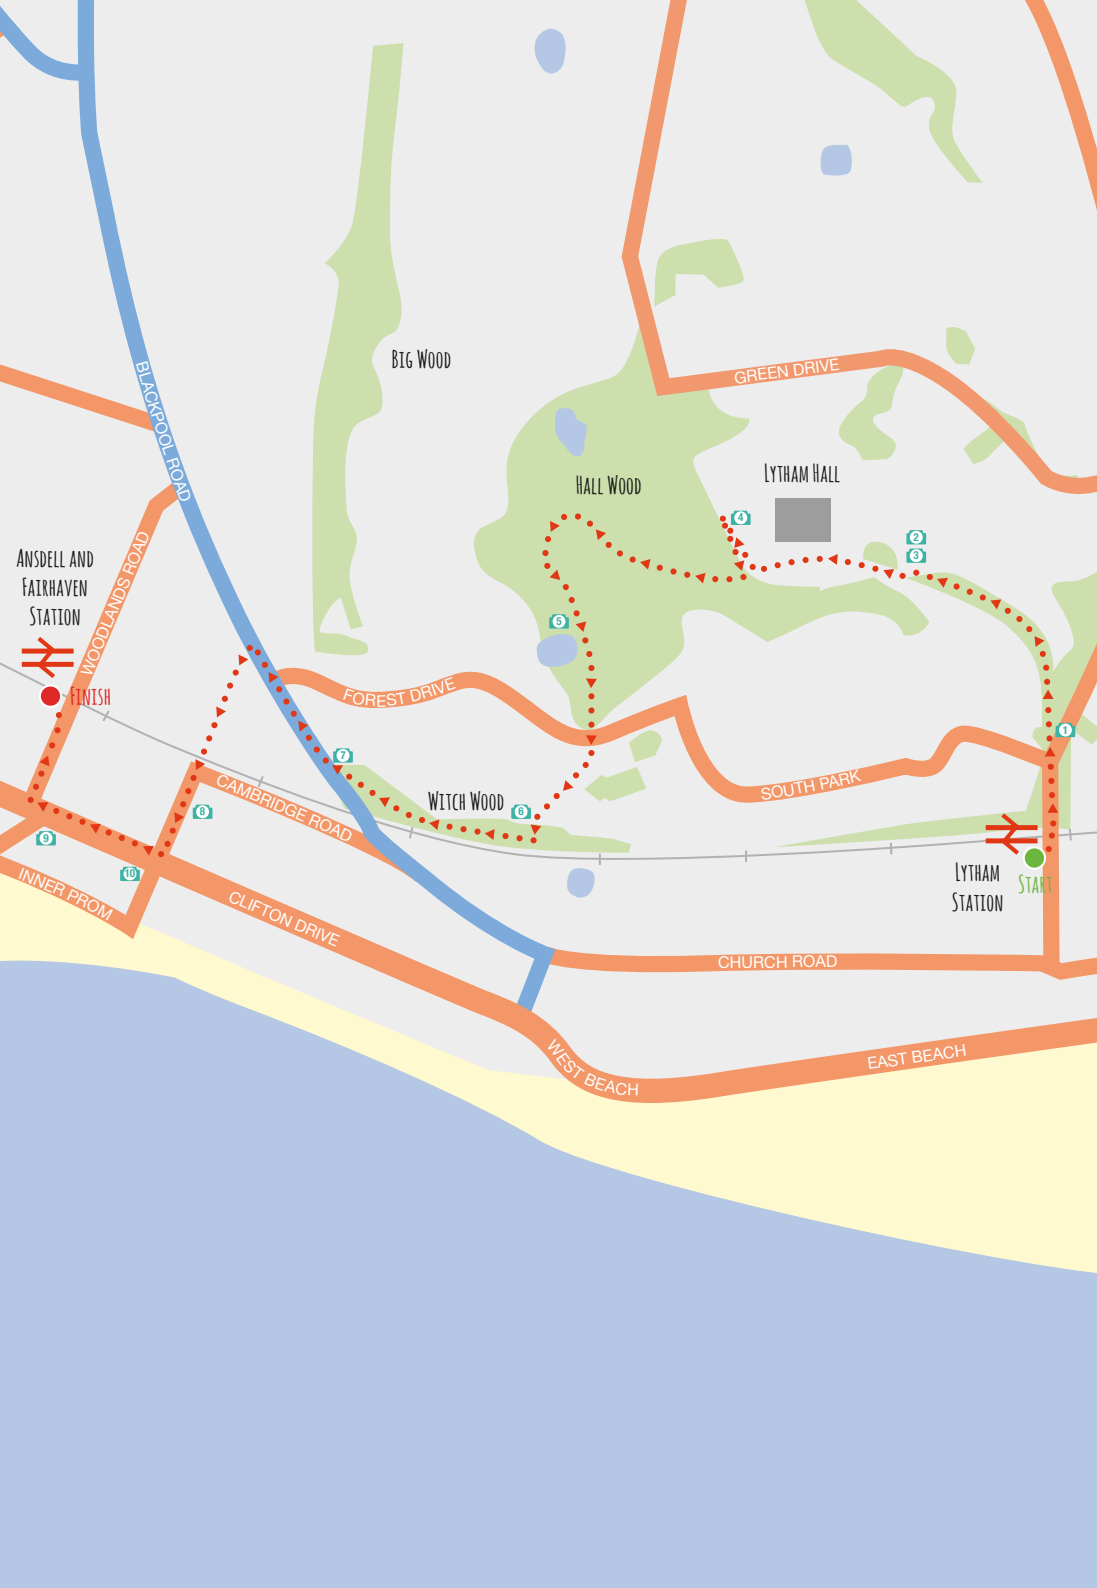 BIG WOOD
BLACKPOOL ROAD
GREEN DRIVE
LYTHAM HALL
HALL WOOD
4
2
3
ANSDELL AND
FAIRHAVEN
STATION
WOODLANDS ROAD
5
FINISH
FOREST DRIVE
1
7
SOUTH PARK
CAMBRIDGE ROAD
WITCH WOOD
6
8
9
10
LYTHAM
STATION
START
INNER PROM
CLIFTON DRIVE
CHURCH ROAD
WEST BEACH
EAST BEACH